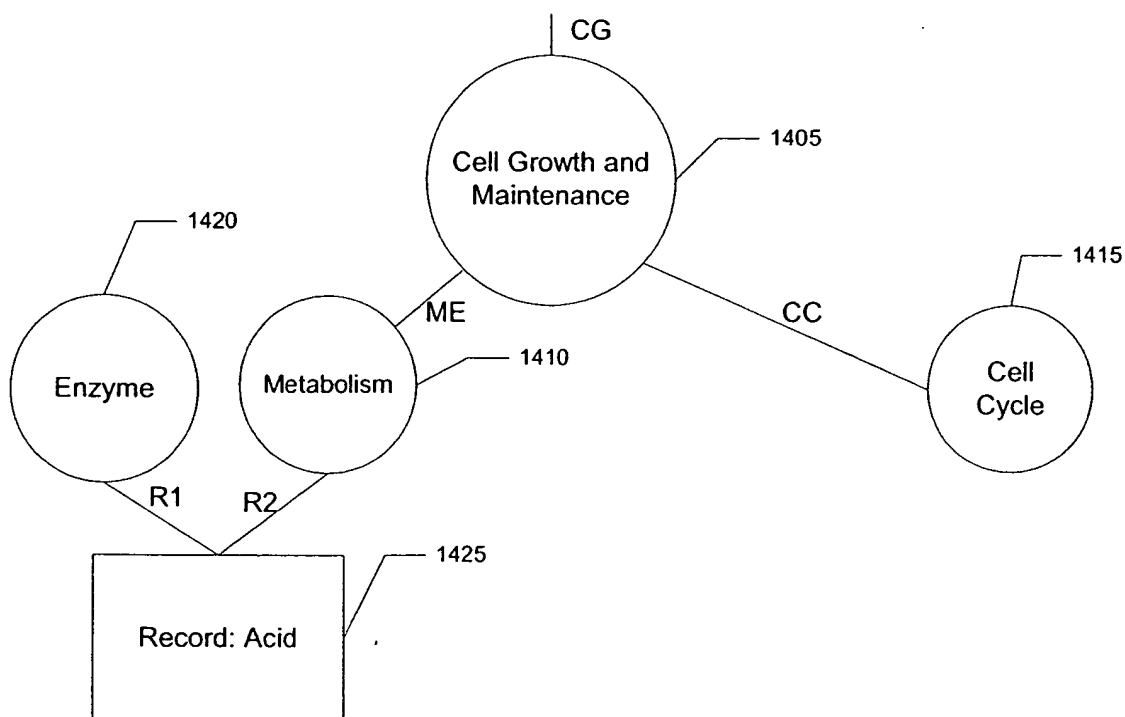 CG
1405
Cell Growth and
Maintenance
1420
1415
ME
CC
1410
Enzyme
Metabolism
Cell
Cycle
R1
R2
1425
Record: Acid